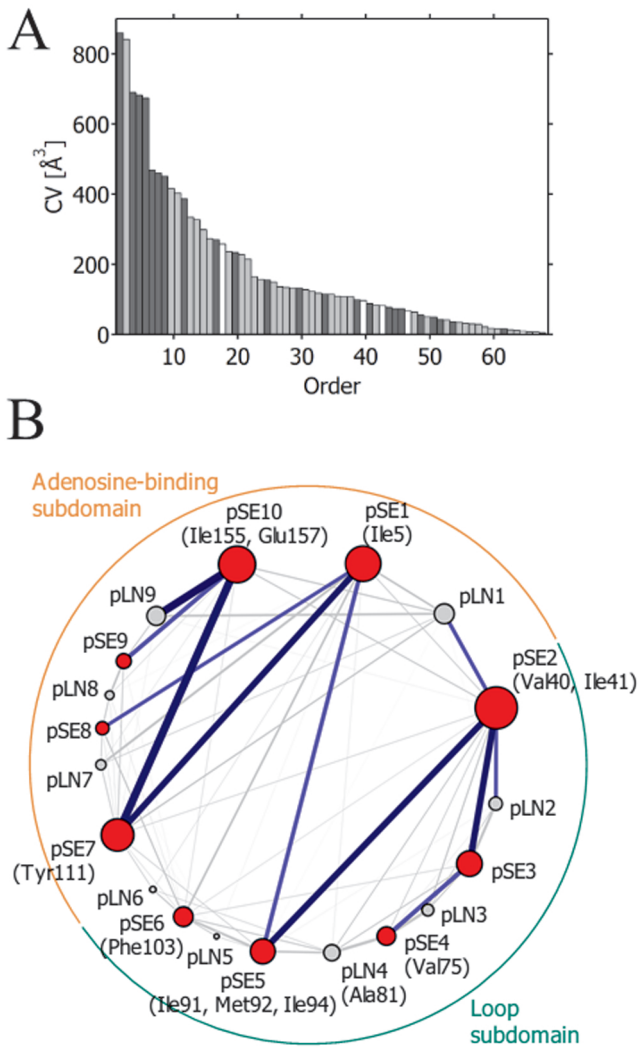 A
CV [Å3]
800
600
400
200
0
10
20
30
40
50
60
Order
B
Adenosine-binding
subdomain
pSE10
(Ile155, Glu157)
pSE1
(Ile5)
pLN9
pLN1
pSE9
pSE2
(Val40, Ile41)
pLN8
pSE8
pLN7
pLN2
pSE7
(Tyr111)
pSE3
pLN6
pLN3
pSE6
(Phe103)
pLN5
pSE4
(Val75)
pSE5
(Ile91, Met92, Ile94)
pLN4
(Ala81)
Loop
subdomain